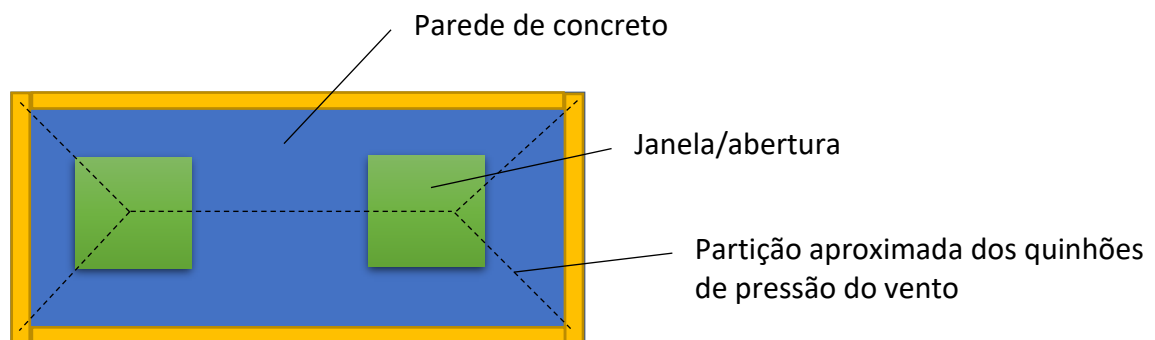 Parede de concreto
Janela/abertura
Partição aproximada dos quinhões
de pressão do vento